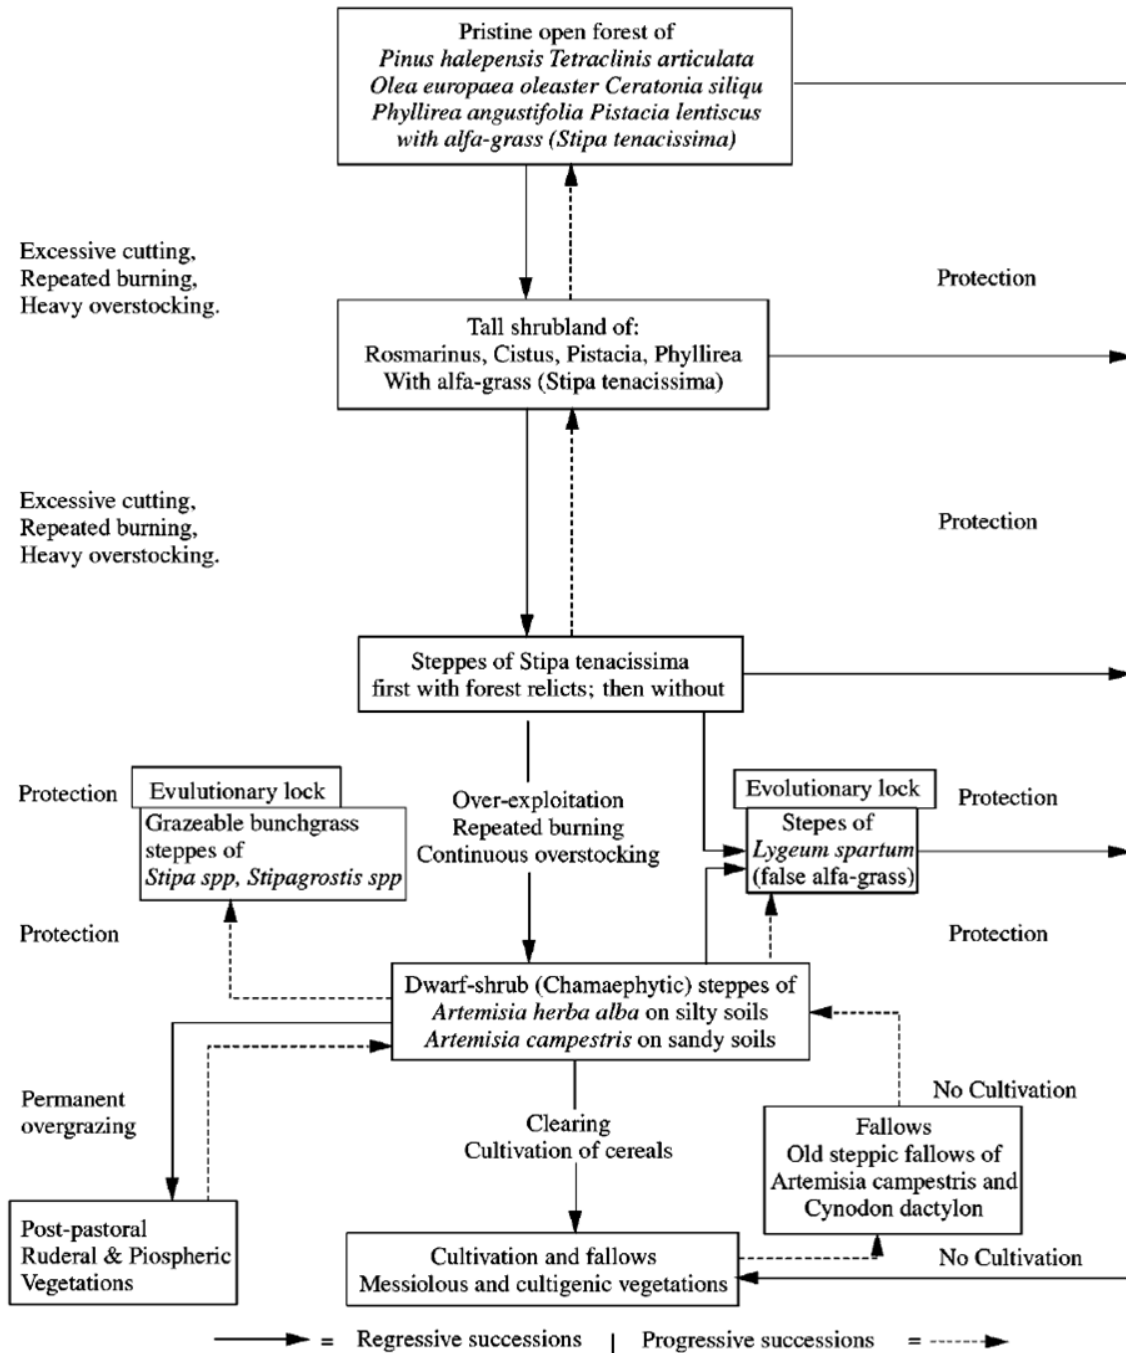 Pristine open forest of
Pinus halepensis Tetraclinis articulata
Olea europaea oleaster Ceratonia siliqu
Phyllirea angustifolia Pistacia lentiscus
with alfa-grass (Stipa tenacissima)
Excessive cutting,
Repeated burning,
Heavy overstocking.
Protection
Tall shrubland of:
Rosmarinus, Cistus, Pistacia, Phyllirea
With alfa-grass (Stipa tenacissima)
Excessive cutting,
Repeated burning,
Heavy overstocking.
Protection
Steppes of Stipa tenacissima
first with forest relicts; then without
Protection
Evulutionary lock
Grazeable bunchgrass
steppes of
Stipa spp, Stipagrostis spp
Over-exploitation
Repeated burning
Continuous overstocking
Evolutionary lock
Stepes of
Lygeum spartum
(false alfa-grass)
Protection
Protection
Protection
Dwarf-shrub (Chamaephytic) steppes of
Artemisia herba alba on silty soils
Artemisia campestris on sandy soils
Permanent
overgrazing
Clearing
Cultivation of cereals
No Cultivation
Fallows
Old steppic fallows of
Artemisia campestris and
Cynodon dactylon
Post-pastoral
Ruderal & Piospheric
Vegetations
Cultivation and fallows
Messiolous and cultigenic vegetations
No Cultivation
= Regressive successions | Progressive successions =